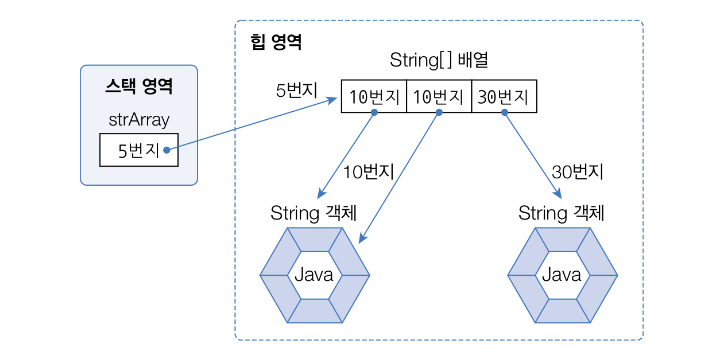 힙 영역
String[] 배열
스택 영역
5번지
10번지 10번지 30번지
strArray
5번지
10번지 30번지
String 객체 String 객체
Java Java